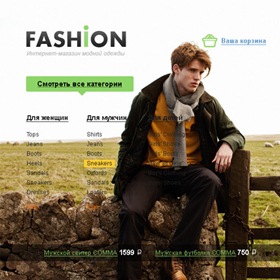 FASHiON
Интернет-магазин модной одежды
Ваша корзина
Смотреть все категории
Для женщин
Для мужчин
Для детей
Tops
Shirts
Jeans
Jeans
Boots
Boots
Heels
Sneakers
Sandals
Oxfords
Sneakers
Sandals
Dresses
Мужской свитер COMMA 1599
Мужская футболка COMMA 750